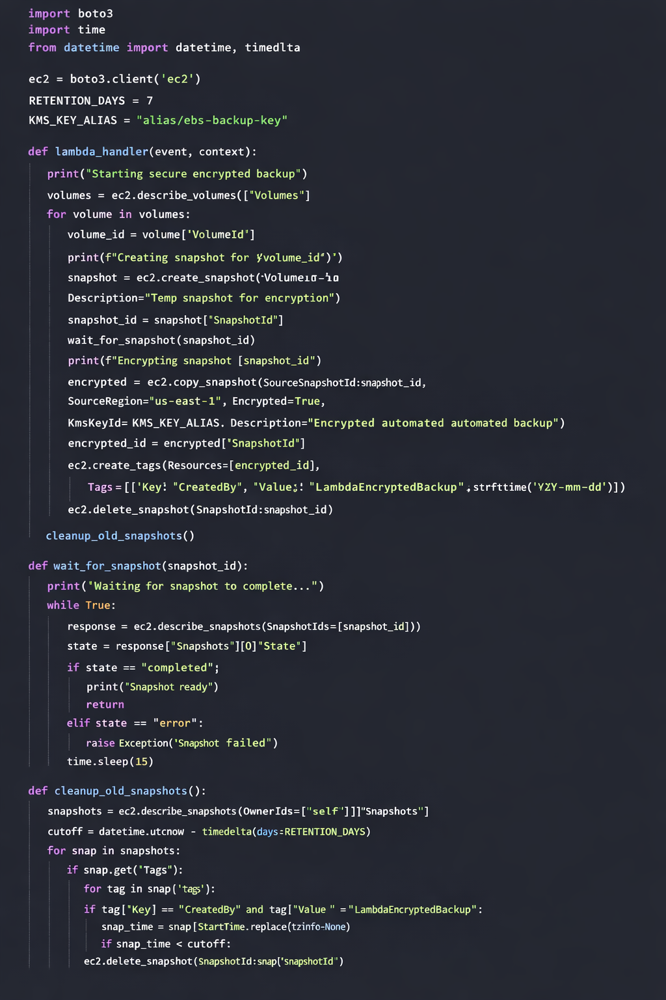 import boto3
import time
from datetime import datetime, timedlta
ec2 = boto3.client('ec2')
RETENTION_DAYS = 7
KMS_KEY_ALIAS = "alias/ebs-backup-key"
def lambda_handler(event, context):
print("Starting secure encrypted backup")
volumes = ec2.describe_volumes(["Volumes"]
for volume in volumes:
volume_id = volume['VolumeId']
print(f"Creating snapshot for
snapshot = ec2.create_snapshot(
Description="Temp snapshot for encryption")
snapshot_id = snapshot["SnapshotId"]
wait_for_snapshot(snapshot_id)
print(f"Encrypting snapshot [snapshot_id")
encrypted = ec2.copy_snapshot(SourceSnapshotId:snapshot_id,
SourceRegion="us-east-1", Encrypted=True,
KmsKeyId= KMS_KEY_ALIAS. Description="Encrypted automated automated backup")
encrypted_id = encrypted["SnapshotId"]
ec2.create_tags(Resources=[encrypted_id],
Tags=[['Key: "CreatedBy", "Value: "LambdaEncryptedBackup",strfttime('YZY-mm-dd')])
ec2.delete_snapshot(SnapshotId:snapshot_id)
cleanup_old_snapshots()
def wait_for_snapshot(snapshot_id):
print("Waiting for snapshot to complete...")
while True:
response = ec2.describe_snapshots(SnapshotIds=[snapshot_id]))
state = response["Snapshots"][0]"State"]
if state == "completed";
print("Snapshot ready")
return
elif state == "error":
raise Exception('Snapshot failed")
time.sleep(15)
def cleanup_old_snapshots():
snapshots = ec2.describe_snapshots(OwnerIds=["self"]]]"Snapshots"]
cutoff = datetime.utcnow - timedelta(days:RETENTION_DAYS)
for snap in snapshots:
if snap.get("Tags"):
for tag in snap('tags'):
if tag["Key] == "CreatedBy" and tag["Value " ="LambdaEncryptedBackup":
snap_time = snap[StartTime.replace(tzinfo-None)
if snap_time < cutoff:
ec2.delete_snapshot(SnapshotId:snap("snapshotId")